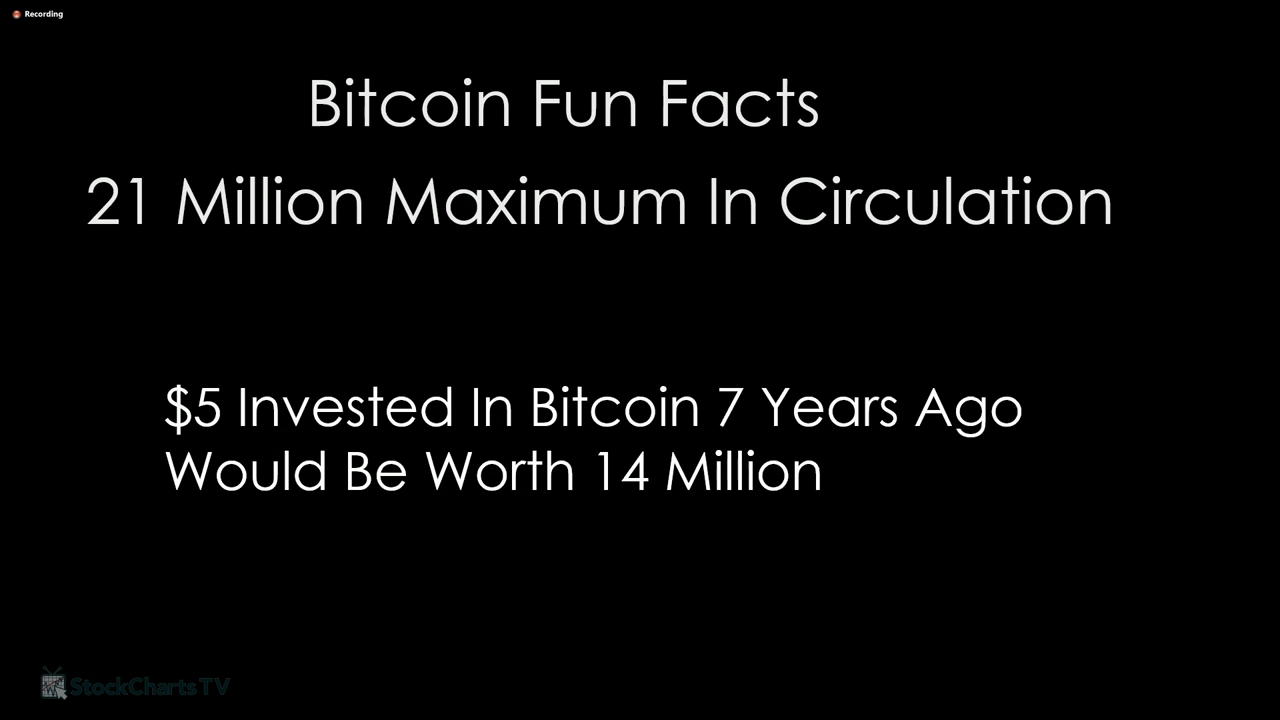 Recording
Bitcoin Fun Facts
21 Million Maximum In Circulation
$5 Invested In Bitcoin 7 Years Ago
Would Be Worth 14 Million
StockChartsTV